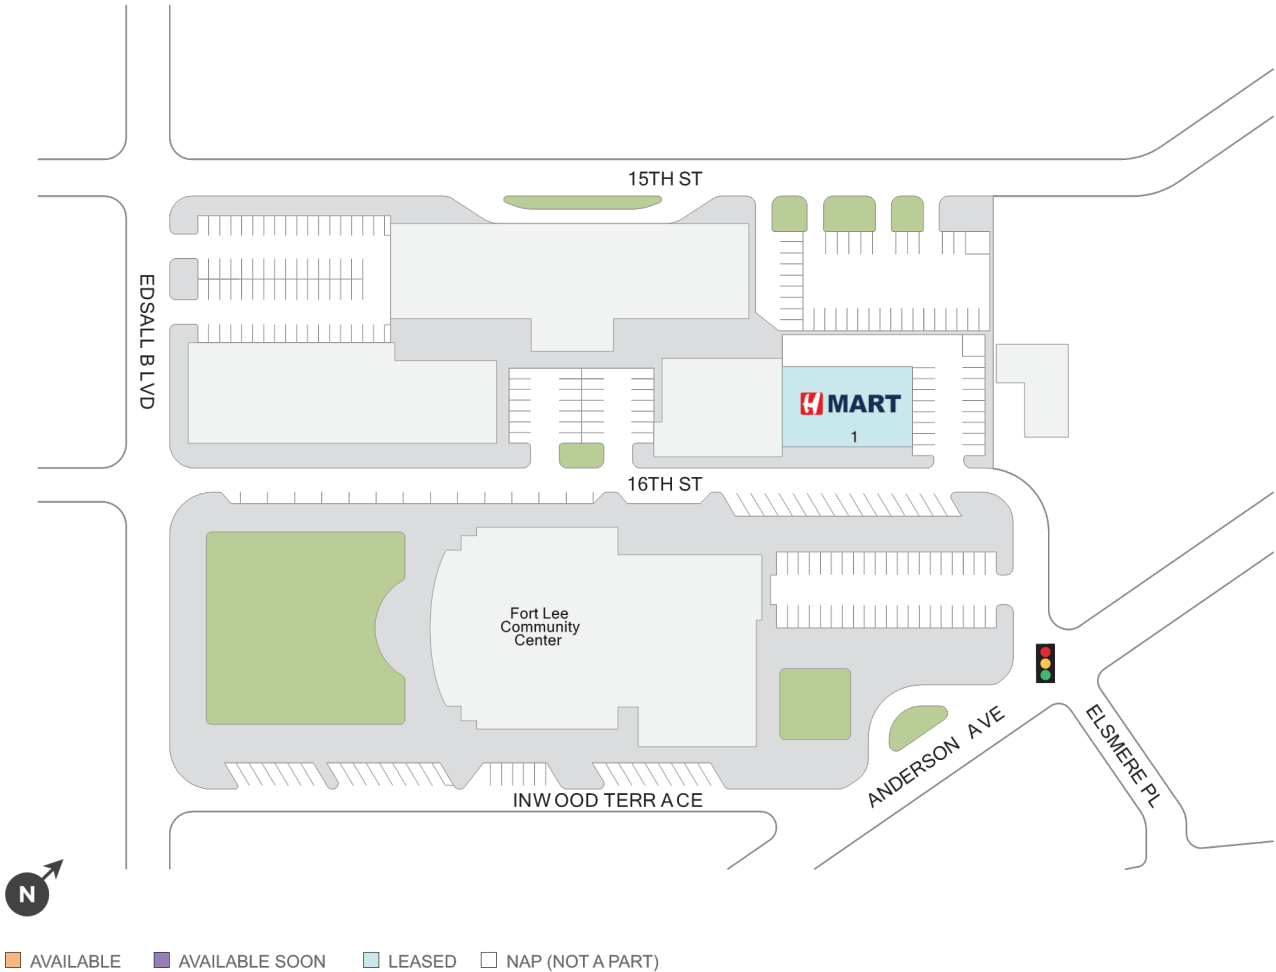 15TH ST
EDSALL BLVD
H MART
1
16TH ST
Fort Lee
Community
Center
ANDERSON AVE
ELSMERE PL
INWOOD TERRACE
N
AVAILABLE
AVAILABLE SOON
LEASED
NAP (NOT A PART)